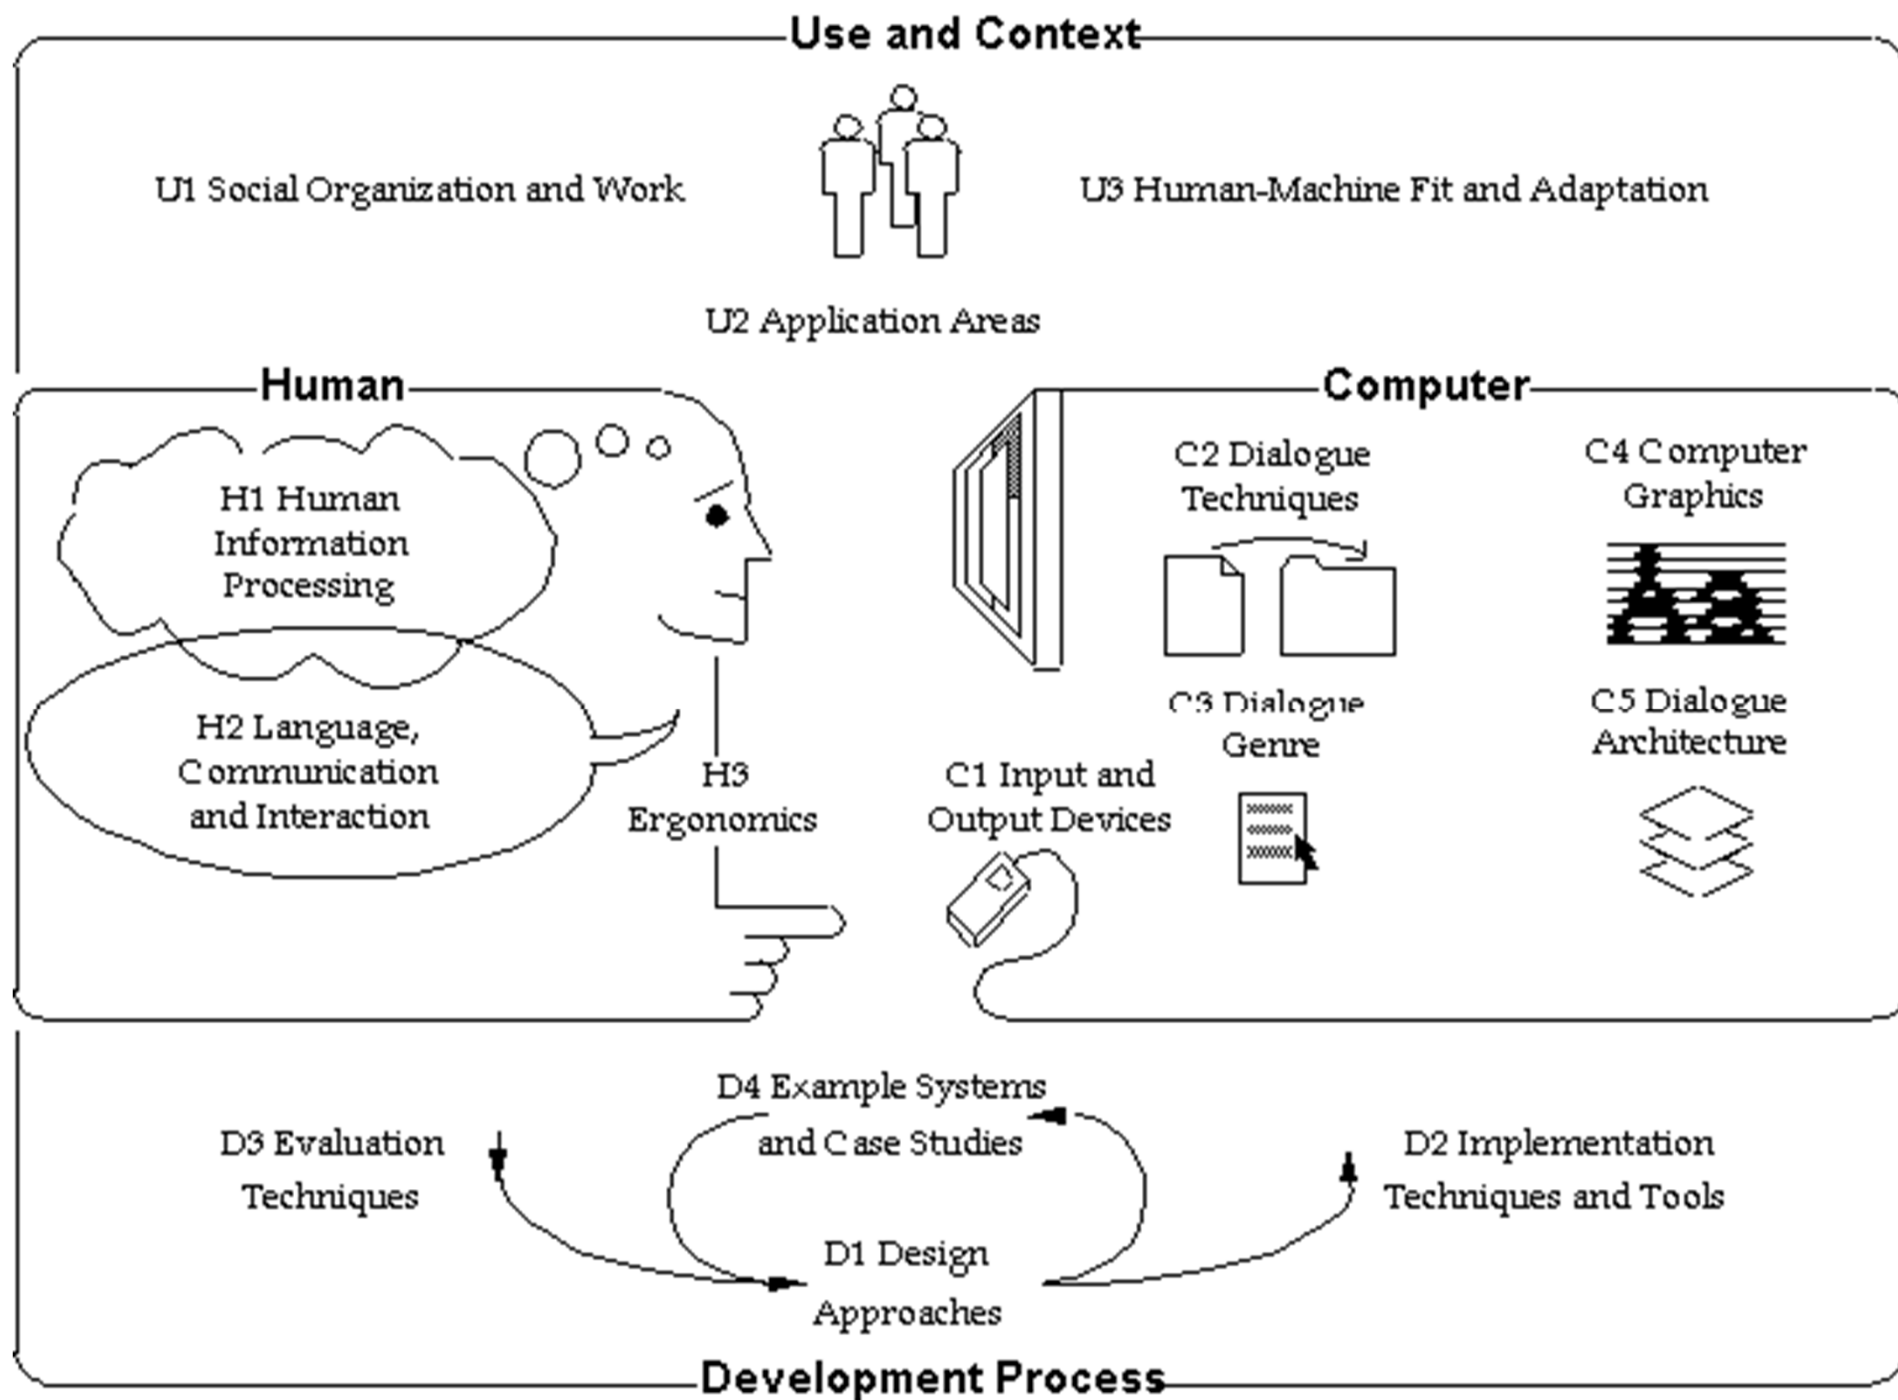 Use and Context
U1 Social Organization and Work
U3 Human-Machine Fit and Adaptation
U2 Application Areas
Human
H1 Human
Information
Processing
H2 Language,
Communication
and Interaction
H3
Ergonomics
Computer
C2 Dialogue
Techniques
C4 Computer
Graphics
C3 Dialogue
Genre
C5 Dialogue
Architecture
C1 Input and
Output Devices
D4 Example Systems
and Case Studies
D3 Evaluation
Techniques
D2 Implementation
Techniques and Tools
D1 Design
Approaches
Development Process